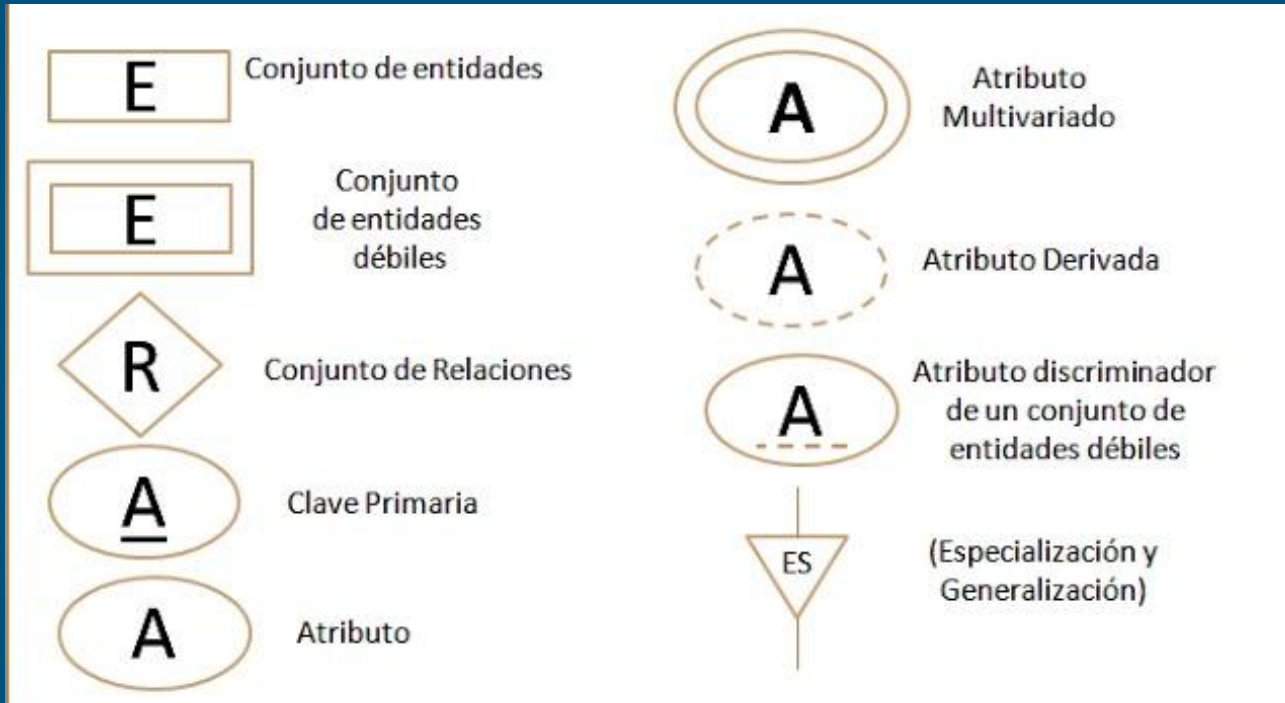 E
Conjunto de entidades
E
Conjunto
de entidades
débiles
R
Conjunto de Relaciones
A
Clave Primaria
A
Atributo
A
Atributo
Multivariado
A
Atributo Derivada
A
Atributo discriminador
de un conjunto de
entidades débiles
ES
(Especialización y
Generalización)